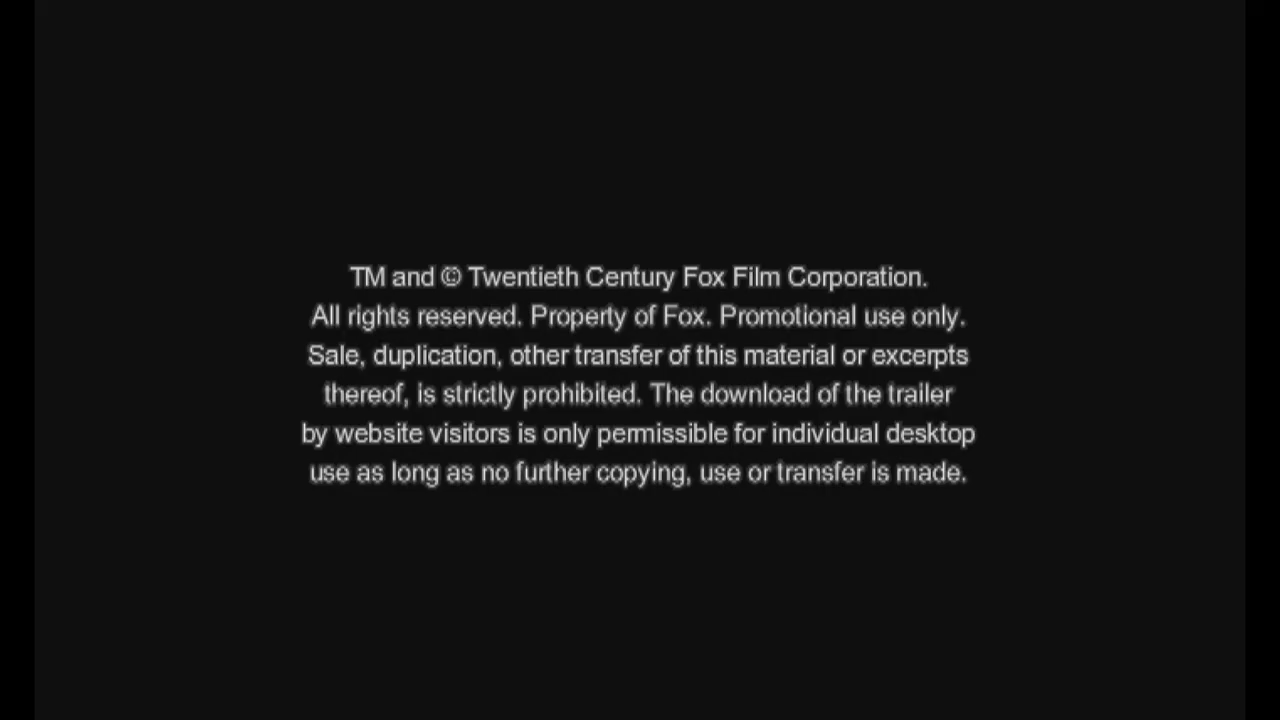 TM and © Twentieth Century Fox Film Corporation.
All rights reserved. Property of Fox. Promotional use only.
Sale, duplication, other transfer of this material or excerpts
thereof, is strictly prohibited. The download of the trailer
by website visitors is only permissible for individual desktop
use as long as no further copying, use or transfer is made.